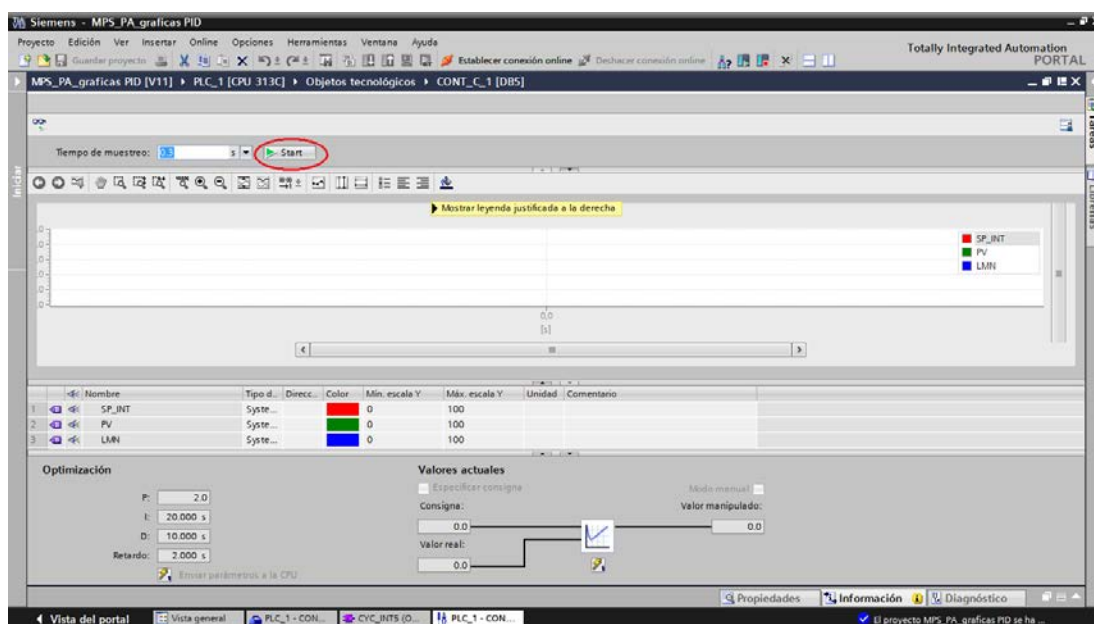 Siemens - MPS_PA_graficas PID
Proyecto Edición Ver Insertar Online Opciones Herramientas Ventana Ayuda
Totally Integrated Automation
PORTAL
Guardar proyecto Establecer conexión online Deshacer conexión online
MPS_PA_graficas PID [V11] PLC_1 [CPU 313C] Objetos tecnológicos CONT_C_1 [DB5]
Tiempo de muestreo: 0.3 s Start
Iniciar
Tareas
Librerías
Mostrar leyenda justificada a la derecha
SP_INT
PV
LMN
0,0
[s]
Nombre Tipo d... Direcc... Color Mín. escala Y Máx. escala Y Unidad Comentario
1 SP_INT Syste... 0 100
2 PV Syste... 0 100
3 LMN Syste... 0 100
Optimización
P: 2.0
I: 20.000 s
D: 10.000 s
Retardo: 2.000 s
Enviar parámetros a la CPU
Valores actuales
Especificar consigna
Modo manual
Consigna:
Valor manipulado:
0.0
0.0
Valor real:
0.0
Propiedades Información Diagnóstico
Vista del portal Vista general PLC_1 - CON... CYC_INT5 (O... PLC_1 - CON... El proyecto MPS_PA_graficas PID se ha ...